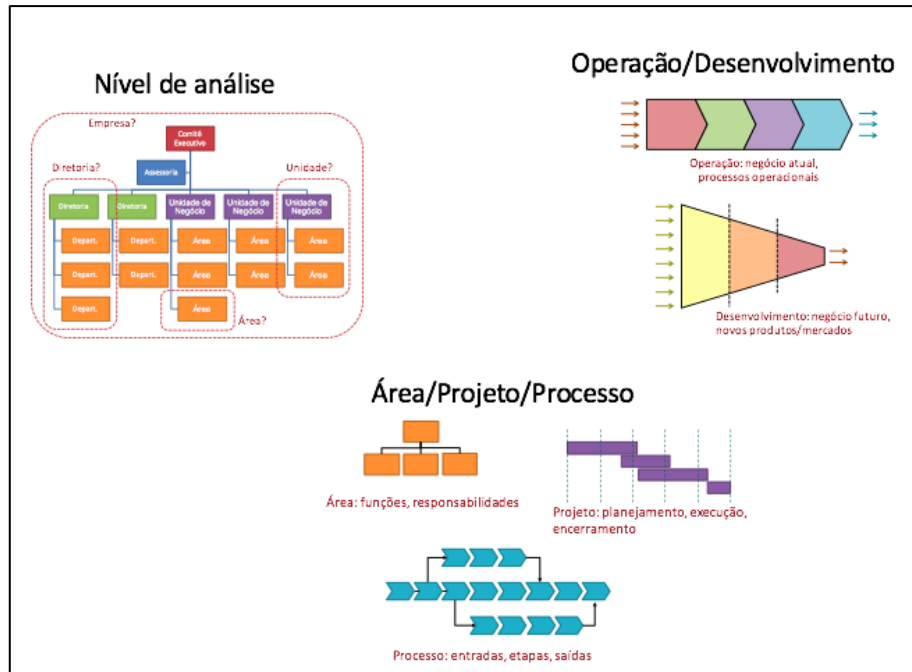 Nível de análise
Empresa?
Comitê
Executivo
Assessoria
Diretoria?
Unidade?
Diretoria
Diretoria
Unidade de
Negócio
Unidade de
Negócio
Unidade de
Negócio
Depart.
Depart.
Área
Área
Área
Depart.
Depart.
Área
Área
Área
Depart.
Área
Área?
Operação/Desenvolvimento
Operação: negócio atual,
processos operacionais
Desenvolvimento: negócio futuro,
novos produtos/mercados
Área/Projeto/Processo
Área: funções, responsabilidades
Projeto: planejamento, execução,
encerramento
Processo: entradas, etapas, saídas